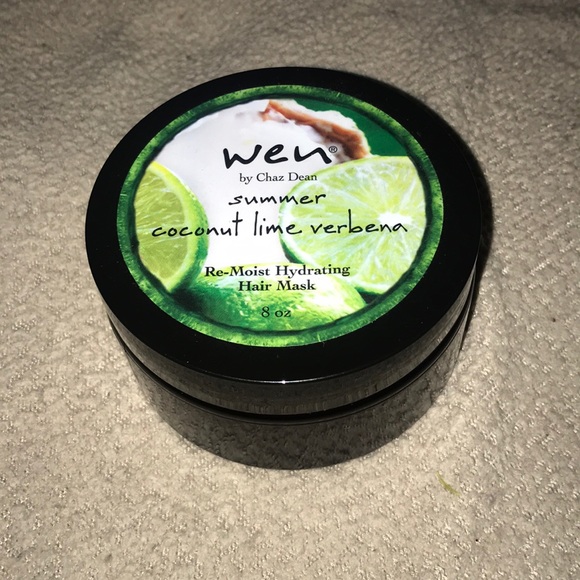 wen®
by Chaz Dean
summer
coconut lime verbena
Re-Moist Hydrating
Hair Mask
8 oz